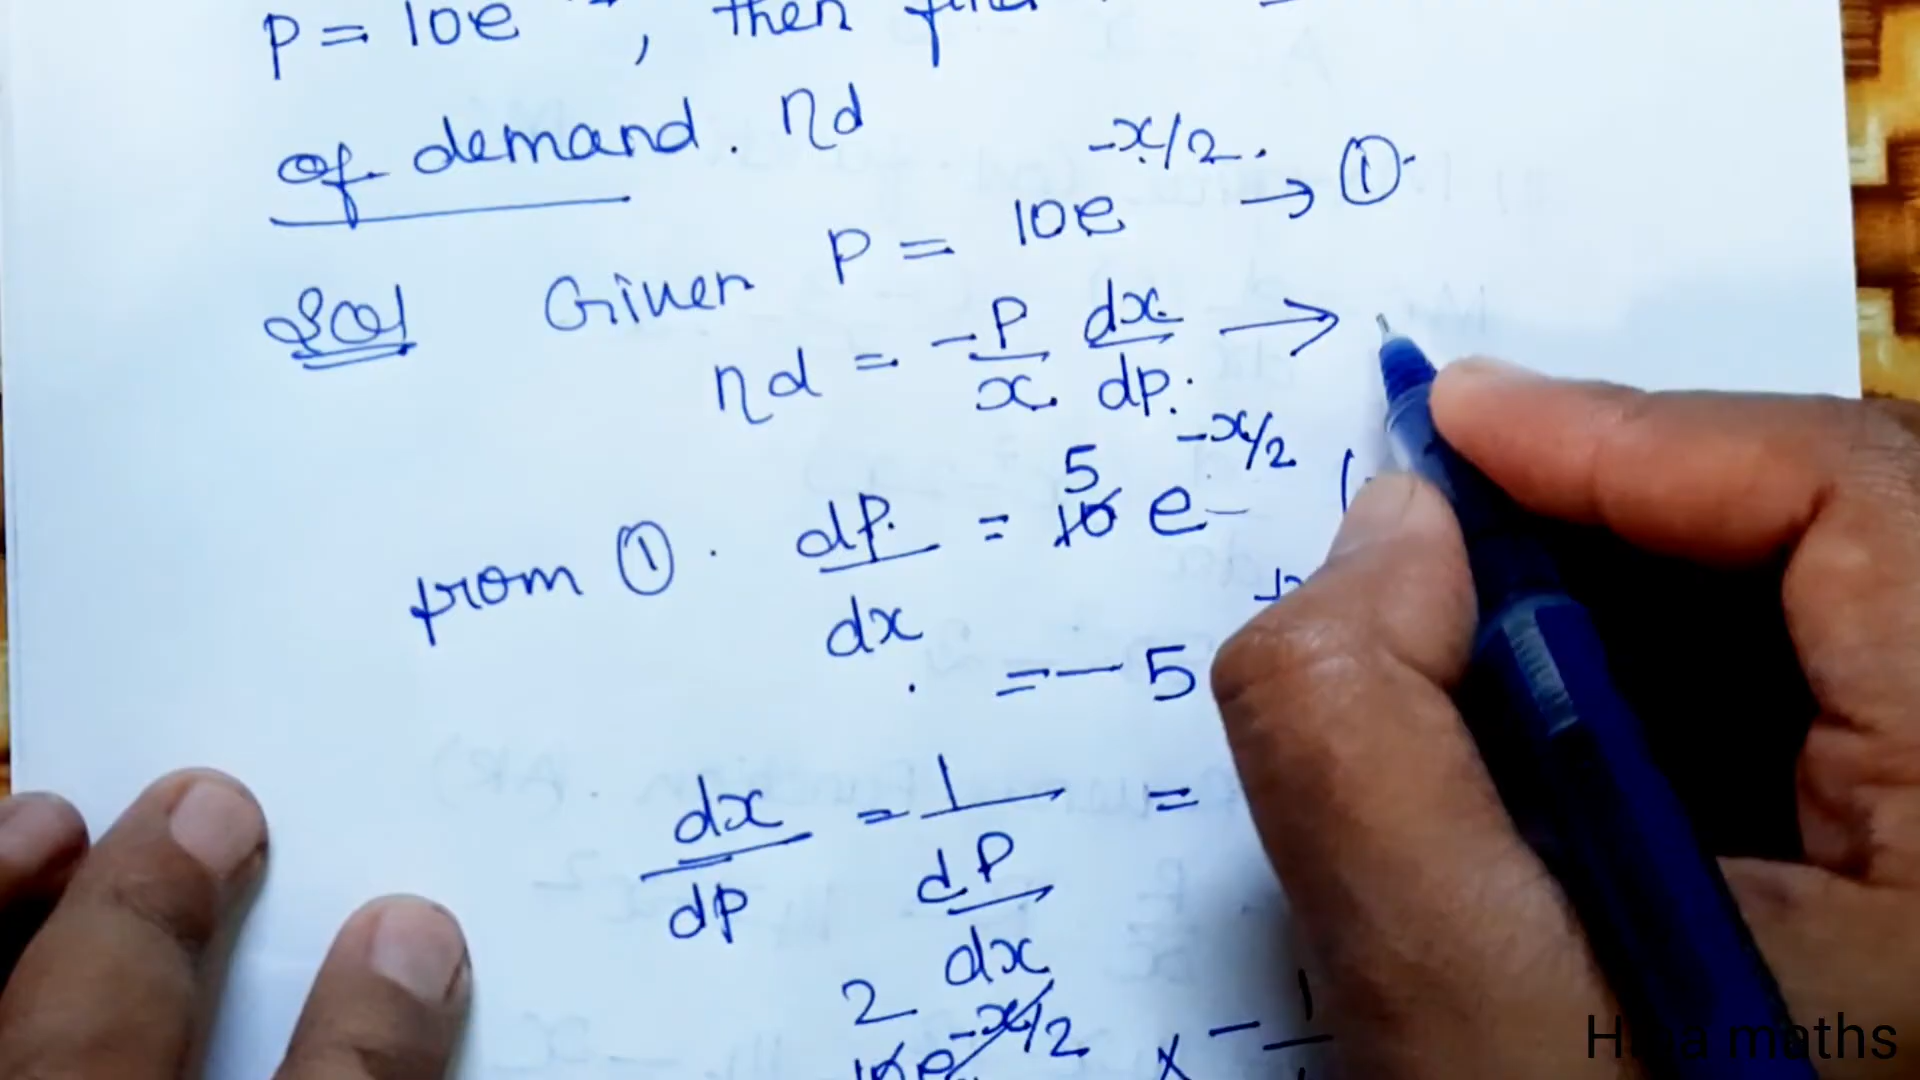 P = 10e , then
of demand. ηd
Sol Given P = 10e^-x/2. → ①
ηd = -P/x. dx/dp. →
from ①. dp/dx = 10 5 e^-x/2
= - 5
dx/dp = 1/(dP/dx) =
2
10e^-x/2 × - 1
maths